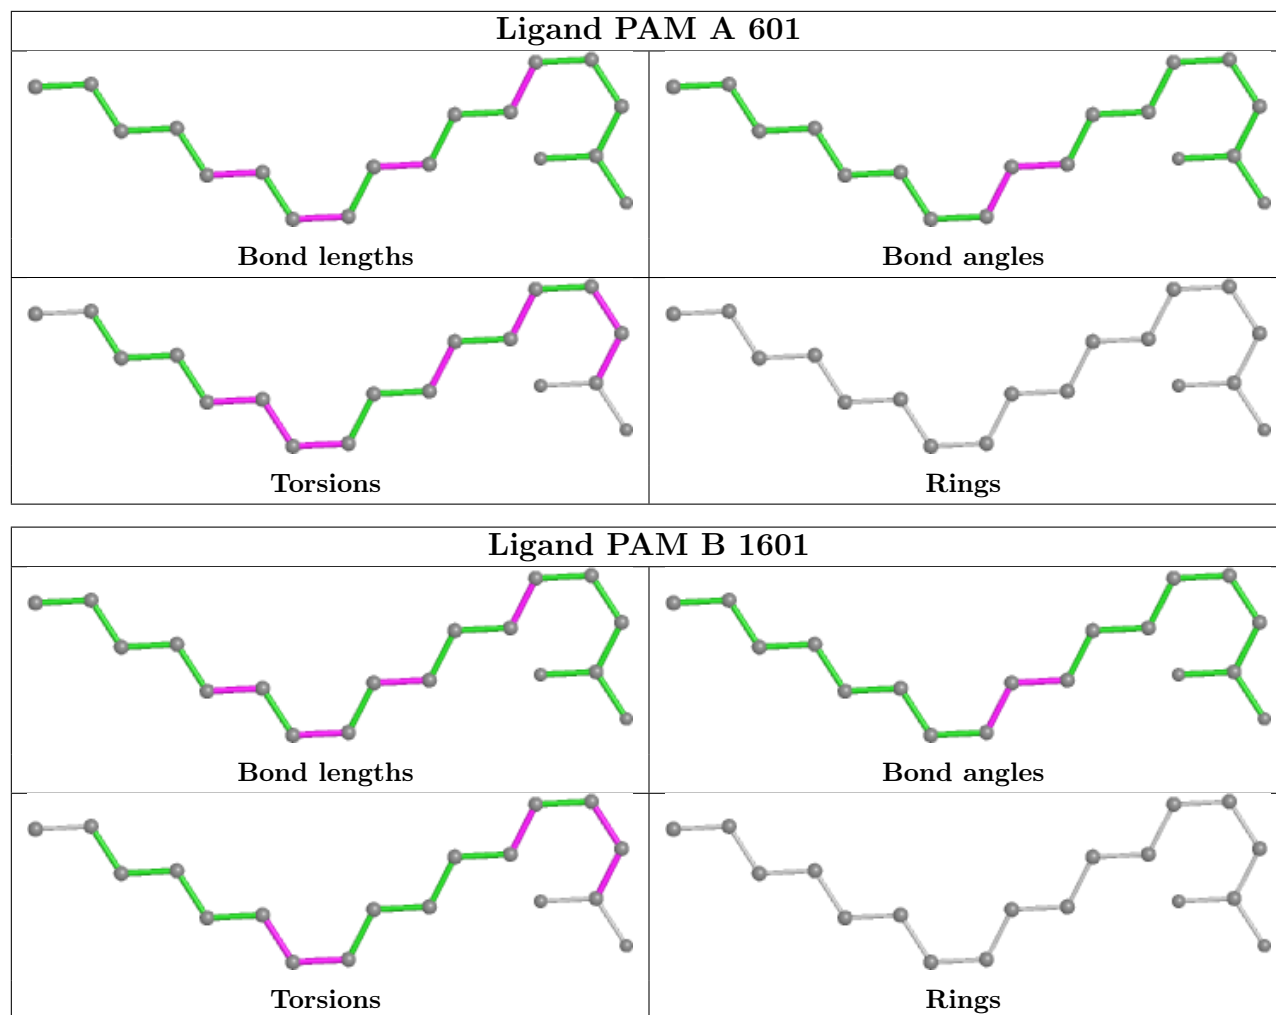 Ligand PAM A 601
Bond lengths
Bond angles
Torsions
Rings
Ligand PAM B 1601
Bond lengths
Bond angles
Torsions
Rings